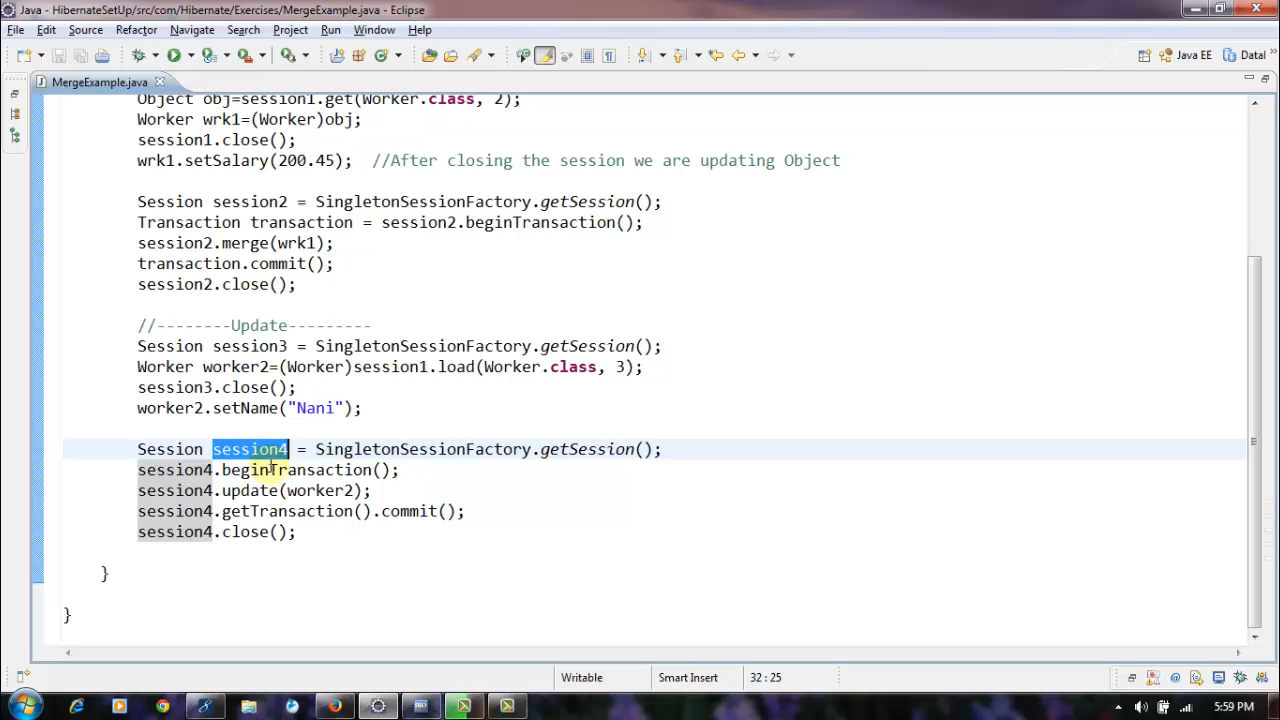 Java - HibernateSetUp/src/com/Hibernate/Exercises/MergeExample.java - Eclipse
File Edit Source Refactor Navigate Search Project Run Window Help
Java EE Datal
MergeExample.java
Object obj=session1.get(Worker.class, 2);
Worker wrk1=(Worker)obj;
session1.close();
wrk1.setSalary(200.45); //After closing the session we are updating Object
Session session2 = SingletonSessionFactory.getSession();
Transaction transaction = session2.beginTransaction();
session2.merge(wrk1);
transaction.commit();
session2.close();
//--------Update---------
Session session3 = SingletonSessionFactory.getSession();
Worker worker2=(Worker)session1.load(Worker.class, 3);
session3.close();
worker2.setName("Nani");
Session session4 = SingletonSessionFactory.getSession();
session4.beginTransaction();
session4.update(worker2);
session4.getTransaction().commit();
session4.close();
}
}
Writable Smart Insert 32 : 25
5:59 PM